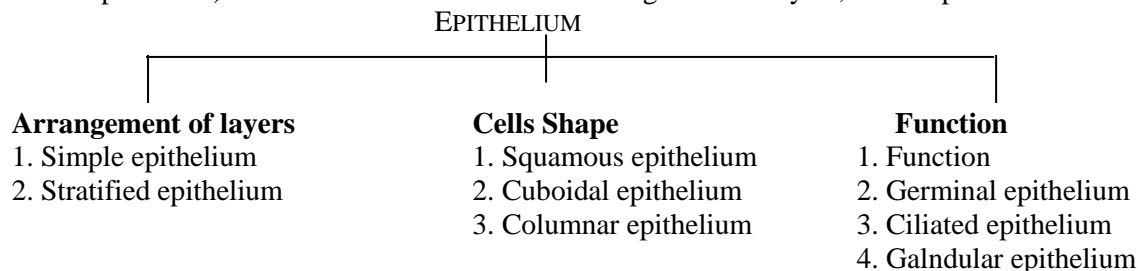 EPITHELIUM
Arrangement of layers
1. Simple epithelium
2. Stratified epithelium
Cells Shape
1. Squamous epithelium
2. Cuboidal epithelium
3. Columnar epithelium
Function
1. Function
2. Germinal epithelium
3. Ciliated epithelium
4. Galndular epithelium